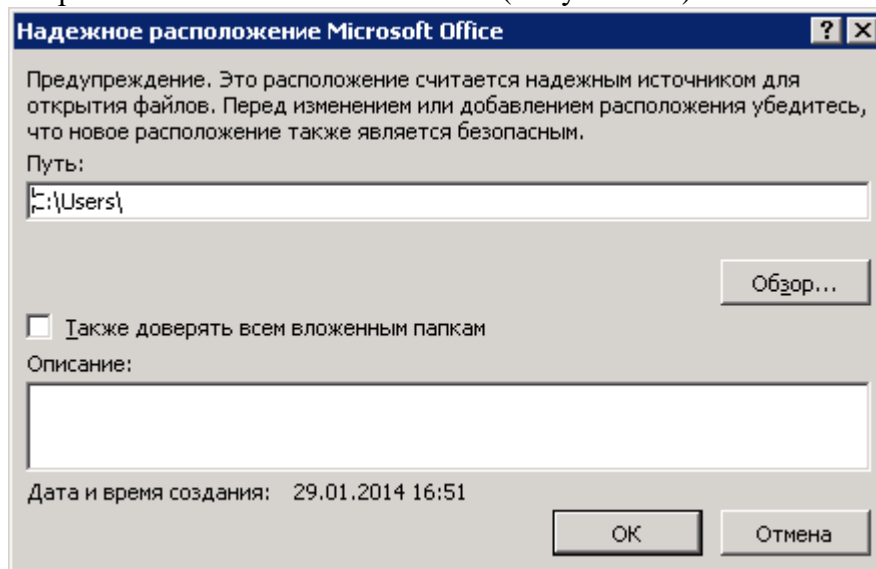 Надежное расположение Microsoft Office
Предупреждение. Это расположение считается надежным источником для
открытия файлов. Перед изменением или добавлением расположения убедитесь,
что новое расположение также является безопасным.
Путь:
C:\Users\
Обзор...
Также доверять всем вложенным папкам
Описание:
Дата и время создания: 29.01.2014 16:51
ОК
Отмена